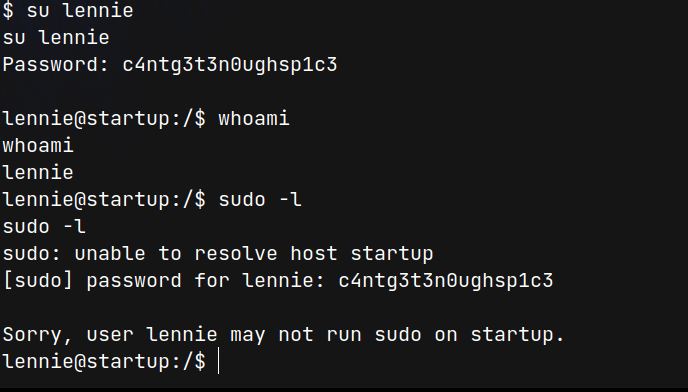 $ su lennie
su lennie
Password: c4ntg3t3n0ughsp1c3
lennie@startup:/$ whoami
whoami
lennie
lennie@startup:/$ sudo -l
sudo -l
sudo: unable to resolve host startup
[sudo] password for lennie: c4ntg3t3n0ughsp1c3
Sorry, user lennie may not run sudo on startup.
lennie@startup:/$